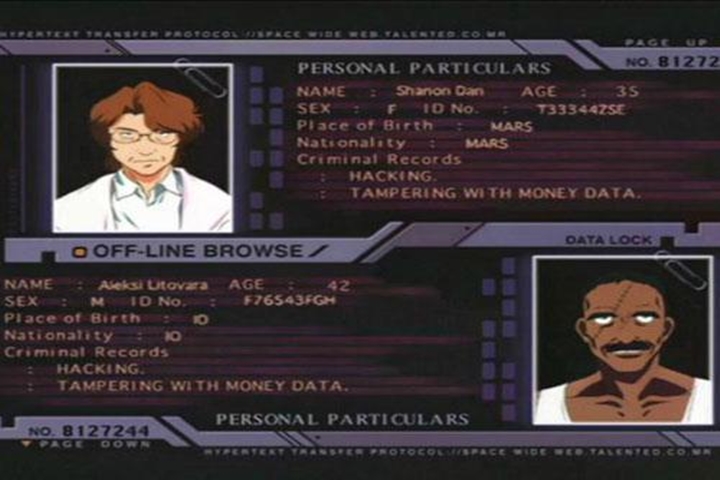 HYPERTEXT TRANSFER PROTOCOL //SPACE WIDE WEB.TALENTED.CO.MR
PAGE UP
NO. 81272
PERSONAL PARTICULARS
NAME : Shanon Dan AGE : 35
SEX : F ID No. : T33344ZSE
Place of Birth : MARS
Nationality : MARS
Criminal Records
: HACKING.
: TAMPERING WITH MONEY DATA.
OFF-LINE BROWSE
DATA LOCK
NAME : Aleksi Litovara AGE : 42
SEX : M ID No. : F76543FGH
Place of Birth : IO
Nationality : IO
Criminal Records
: HACKING.
: TAMPERING WITH MONEY DATA.
PERSONAL PARTICULARS
NO. 8127244
PAGE DOWN
HYPERTEXT TRANSFER PROTOCOL //SPACE WIDE WEB.TALENTED.CO.MR